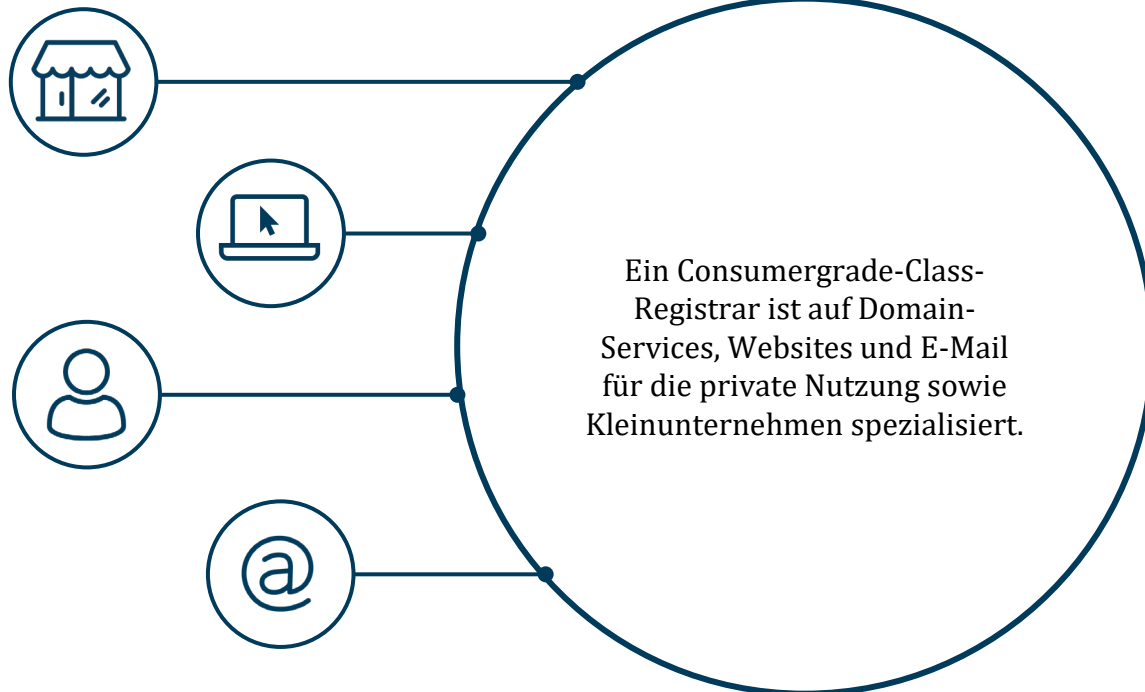 Ein Consumergrade-Class-
Registrar ist auf Domain-
Services, Websites und E-Mail
für die private Nutzung sowie
Kleinunternehmen spezialisiert.
@